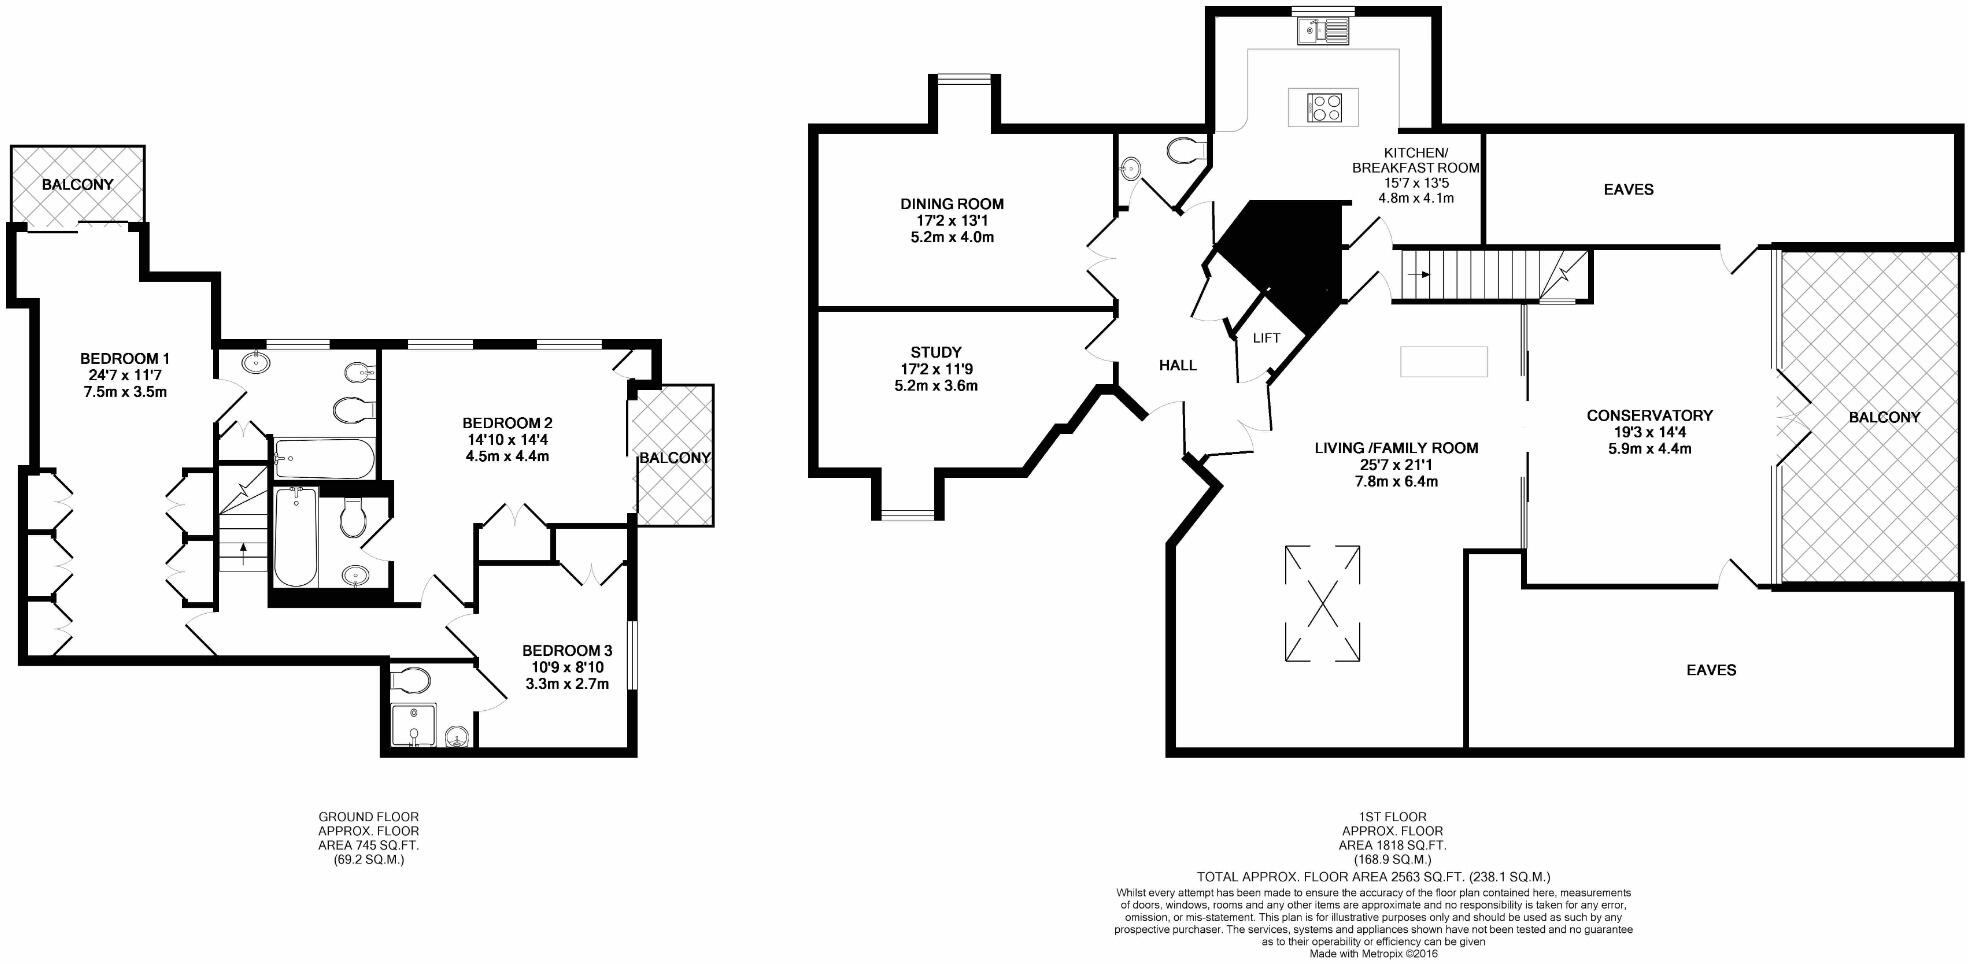 BALCONY
BEDROOM 1
24'7 x 11'7
7.5m x 3.5m
BEDROOM 2
14'10 x 14'4
4.5m x 4.4m
BALCONY
BEDROOM 3
10'9 x 8'10
3.3m x 2.7m
GROUND FLOOR
APPROX. FLOOR
AREA 745 SQ.FT.
(69.2 SQ.M.)
KITCHEN/
BREAKFAST ROOM
15'7 x 13'5
4.8m x 4.1m
EAVES
DINING ROOM
17'2 x 13'1
5.2m x 4.0m
STUDY
17'2 x 11'9
5.2m x 3.6m
HALL
LIFT
LIVING /FAMILY ROOM
25'7 x 21'1
7.8m x 6.4m
CONSERVATORY
19'3 x 14'4
5.9m x 4.4m
BALCONY
EAVES
1ST FLOOR
APPROX. FLOOR
AREA 1818 SQ.FT.
(168.9 SQ.M.)
TOTAL APPROX. FLOOR AREA 2563 SQ.FT. (238.1 SQ.M.)
Whilst every attempt has been made to ensure the accuracy of the floor plan contained here, measurements
of doors, windows, rooms and any other items are approximate and no responsibility is taken for any error,
omission, or mis-statement. This plan is for illustrative purposes only and should be used as such by any
prospective purchaser. The services, systems and appliances shown have not been tested and no guarantee
as to their operability or efficiency can be given
Made with Metropix ©2016